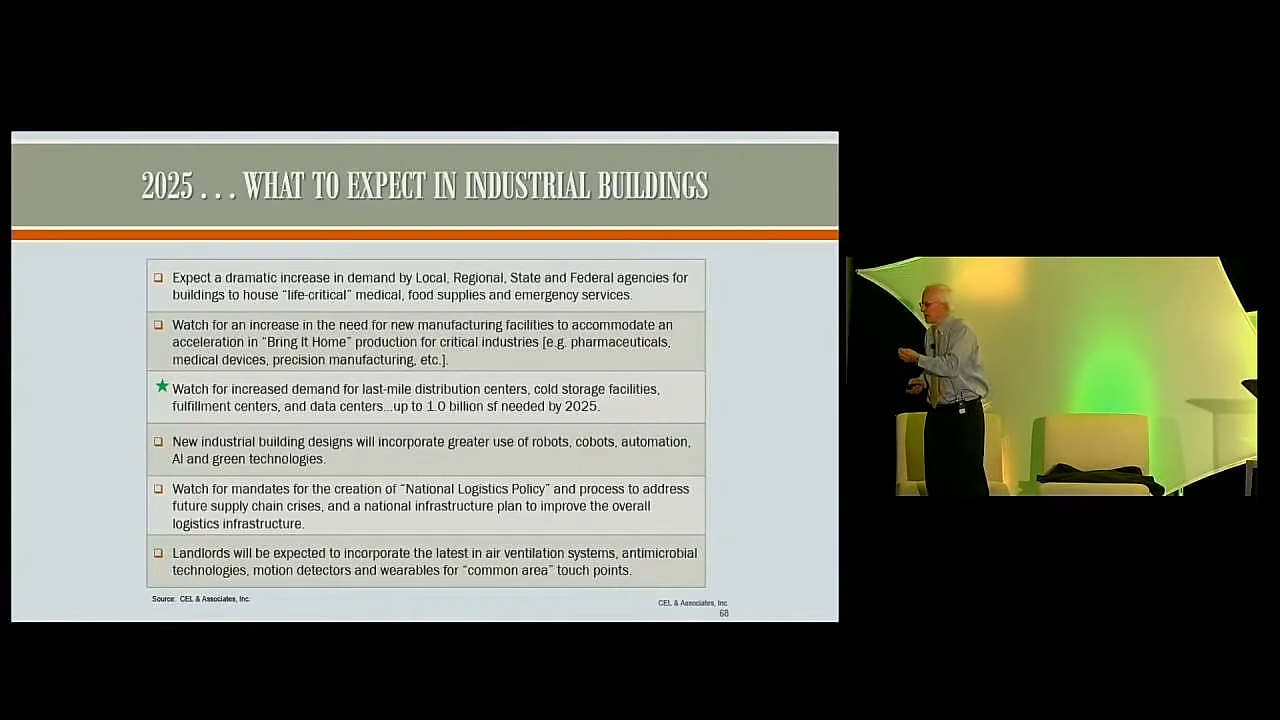 2025 . . . WHAT TO EXPECT IN INDUSTRIAL BUILDINGS
Expect a dramatic increase in demand by Local, Regional, State and Federal agencies for
buildings to house “life-critical” medical, food supplies and emergency services.
Watch for an increase in the need for new manufacturing facilities to accommodate an
acceleration in “Bring It Home” production for critical industries [e.g. pharmaceuticals,
medical devices, precision manufacturing, etc.].
Watch for increased demand for last-mile distribution centers, cold storage facilities,
fulfillment centers, and data centers...up to 1.0 billion sf needed by 2025.
New industrial building designs will incorporate greater use of robots, cobots, automation,
AI and green technologies.
Watch for mandates for the creation of “National Logistics Policy” and process to address
future supply chain crises, and a national infrastructure plan to improve the overall
logistics infrastructure.
Landlords will be expected to incorporate the latest in air ventilation systems, antimicrobial
technologies, motion detectors and wearables for “common area” touch points.
Source: CEL & Associates, Inc.
CEL & Associates, Inc.
68